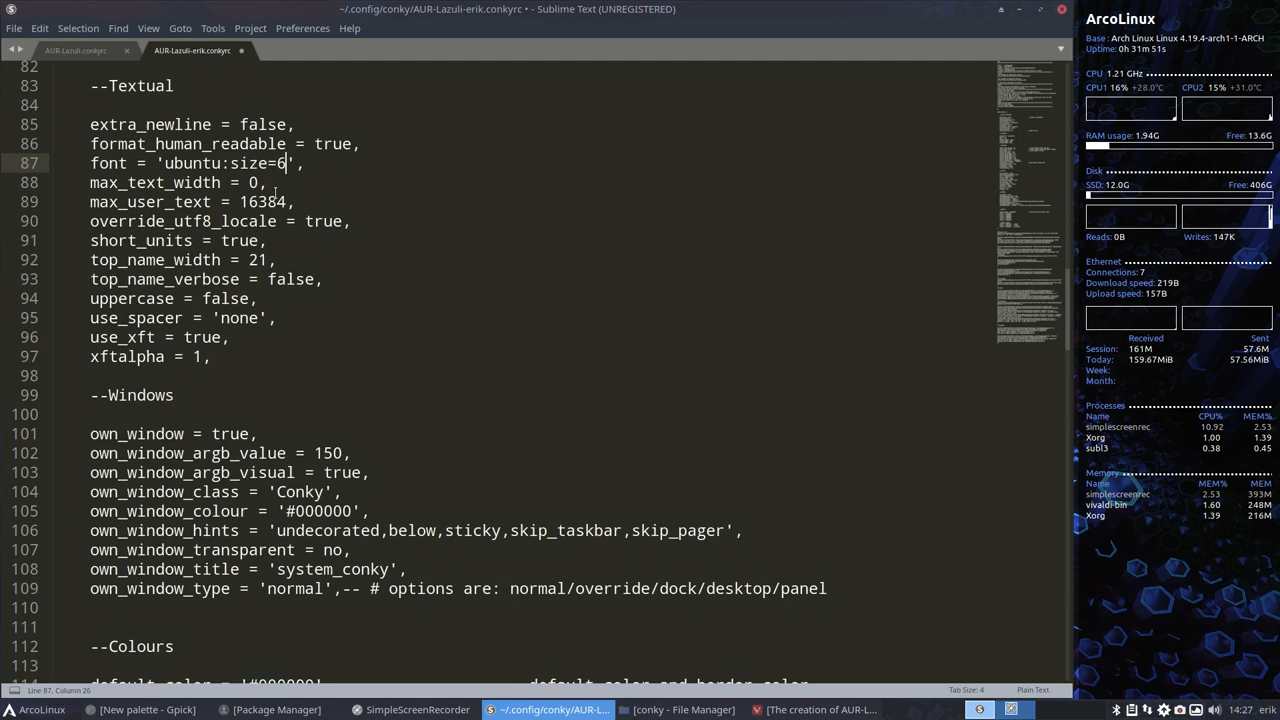 ~/.config/conky/AUR-Lazuli-erik.conkyrc • - Sublime Text (UNREGISTERED)
File Edit Selection Find View Goto Tools Project Preferences Help
AUR-Lazuli.conkyrc × AUR-Lazuli-erik.conkyrc
82
83 --Textual
84
85 extra_newline = false,
86 format_human_readable = true,
87 font = 'ubuntu:size=6',
88 max_text_width = 0,
89 max_user_text = 16384,
90 override_utf8_locale = true,
91 short_units = true,
92 top_name_width = 21,
93 top_name_verbose = false,
94 uppercase = false,
95 use_spacer = 'none',
96 use_xft = true,
97 xftalpha = 1,
98
99 --Windows
100
101 own_window = true,
102 own_window_argb_value = 150,
103 own_window_argb_visual = true,
104 own_window_class = 'Conky',
105 own_window_colour = '#000000',
106 own_window_hints = 'undecorated,below,sticky,skip_taskbar,skip_pager',
107 own_window_transparent = no,
108 own_window_title = 'system_conky',
109 own_window_type = 'normal',-- # options are: normal/override/dock/desktop/panel
110
111
112 --Colours
113
114 default_color = '#000000' default color and border color
Line 87, Column 26 Tab Size: 4 Plain Text
ArcoLinux
Base : Arch Linux Linux 4.19.4-arch1-1-ARCH
Uptime: 0h 31m 51s
CPU 1.21 GHz
CPU1 16% +28.0°C CPU2 15% +31.0°C
RAM usage: 1.94G Free: 13.6G
Disk
SSD: 12.0G Free: 406G
Reads: 0B Writes: 147K
Ethernet
Connections: 7
Download speed: 219B
Upload speed: 157B
Received Sent
Session: 161M 57.6M
Today: 159.67MiB 57.56MiB
Week:
Month:
Processes
Name CPU% MEM%
simplescreenrec 10.92 2.53
Xorg 1.00 1.39
subl3 0.38 0.45
Memory
Name MEM% MEM
simplescreenrec 2.53 393M
vivaldi-bin 1.60 248M
Xorg 1.39 216M
ArcoLinux [New palette - Gpick] [Package Manager] SimpleScreenRecorder ~/.config/conky/AUR-L... [conky - File Manager] [The creation of AUR-L... 14:27 erik